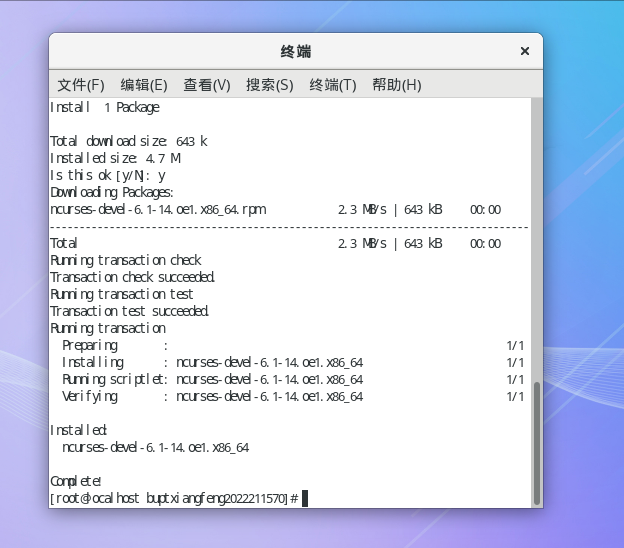 终端 ×
文件(F) 编辑(E) 查看(V) 搜索(S) 终端(T) 帮助(H)
Install 1 Package
Total download size: 643 k
Installed size: 4.7 M
Is this ok [y/N]: y
Downloading Packages:
ncurses-devel-6.1-14.oe1.x86_64.rpm 2.3 MB/s | 643 kB 00:00
--------------------------------------------------------------------------------
Total 2.3 MB/s | 643 kB 00:00
Running transaction check
Transaction check succeeded.
Running transaction test
Transaction test succeeded.
Running transaction
Preparing : 1/1
Installing : ncurses-devel-6.1-14.oe1.x86_64 1/1
Running scriptlet: ncurses-devel-6.1-14.oe1.x86_64 1/1
Verifying : ncurses-devel-6.1-14.oe1.x86_64 1/1
Installed:
ncurses-devel-6.1-14.oe1.x86_64
Complete!
[root@localhost buptxiangfeng2022211570]#